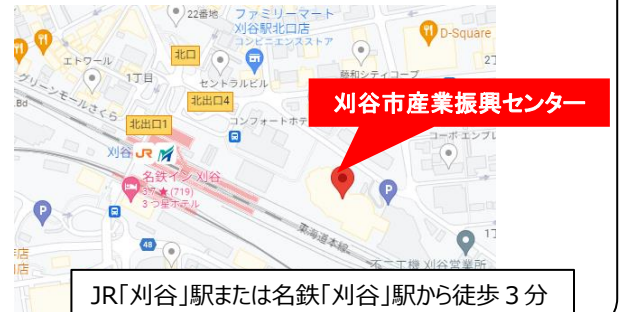 22番地
ファミリーマート
刈谷駅北口店
コンビニエンスストア
D-Square
エトワール
北口
1丁目
セントラルビル
藤和シティコープ
グリーンモールさくら
北出口4
刈谷市産業振興センター
北出口1
コンフォートホテ
コーポ エンブレ
刈谷 JR
名鉄イン 刈谷
3.7★(719)
3つ星ホテル
P
P
P
東海道本線
48
不二工機 刈谷営業所
JR「刈谷」駅または名鉄「刈谷」駅から徒歩３分